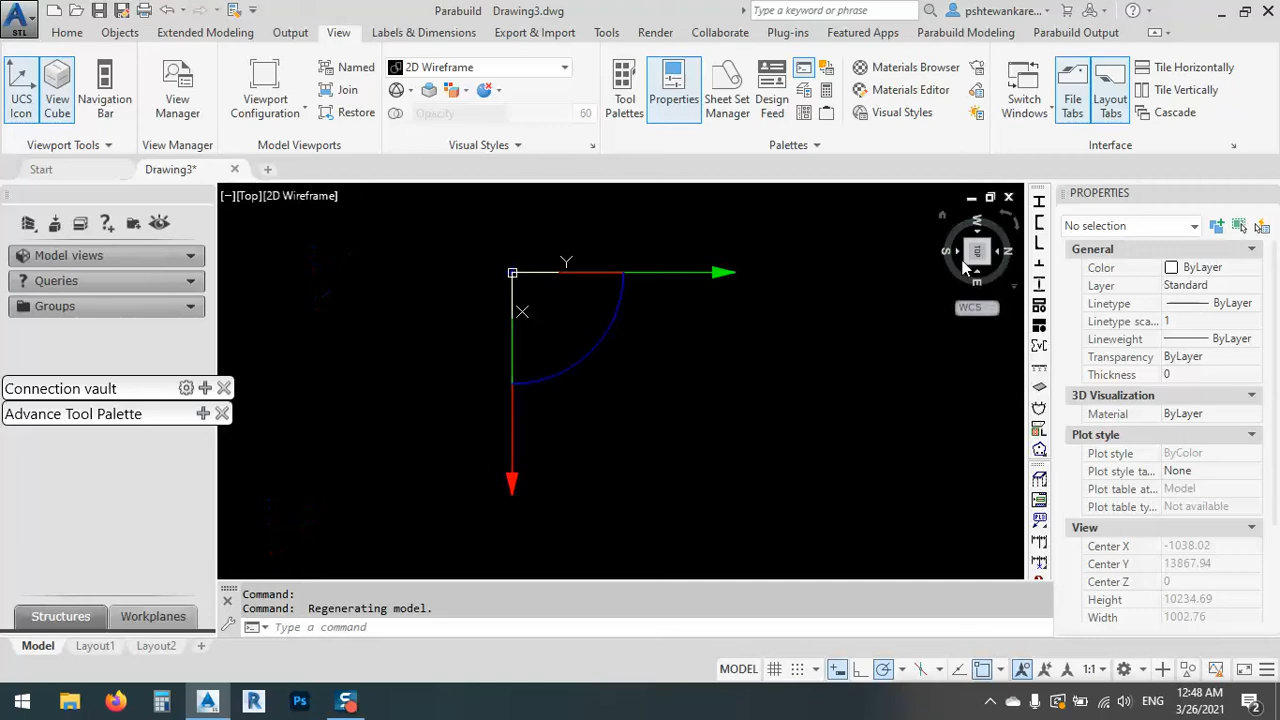 Parabuild Drawing3.dwg Type a keyword or phrase pshtewankare...
STL
Home Objects Extended Modeling Output View Labels & Dimensions Export & Import Tools Render Collaborate Plug-ins Featured Apps Parabuild Modeling Parabuild Output
UCS Icon
View Cube
Navigation Bar
View Manager
Viewport Configuration
Named
Join
Restore
2D Wireframe
Opacity 60
Tool Palettes
Properties
Sheet Set Manager
Design Feed
Materials Browser
Materials Editor
Visual Styles
Switch Windows
File Tabs
Layout Tabs
Tile Horizontally
Tile Vertically
Cascade
Viewport Tools View Manager Model Viewports Visual Styles Palettes Interface
Start Drawing3*
Model views
Queries
Groups
Connection vault
Advance Tool Palette
Structures Workplanes
[−][Top][2D Wireframe]
Y
X
W
S TOP N
E
WCS
PROPERTIES
No selection
General
Color ByLayer
Layer Standard
Linetype ByLayer
Linetype sca... 1
Lineweight ByLayer
Transparency ByLayer
Thickness 0
3D Visualization
Material ByLayer
Plot style
Plot style ByColor
Plot style ta... None
Plot table at... Model
Plot table ty... Not available
View
Center X -1038.02
Center Y 13867.94
Center Z 0
Height 10234.69
Width 1002.76
Command:
Command: Regenerating model.
Type a command
Model Layout1 Layout2 +
MODEL 1:1
ENG 12:48 AM
3/26/2021
2